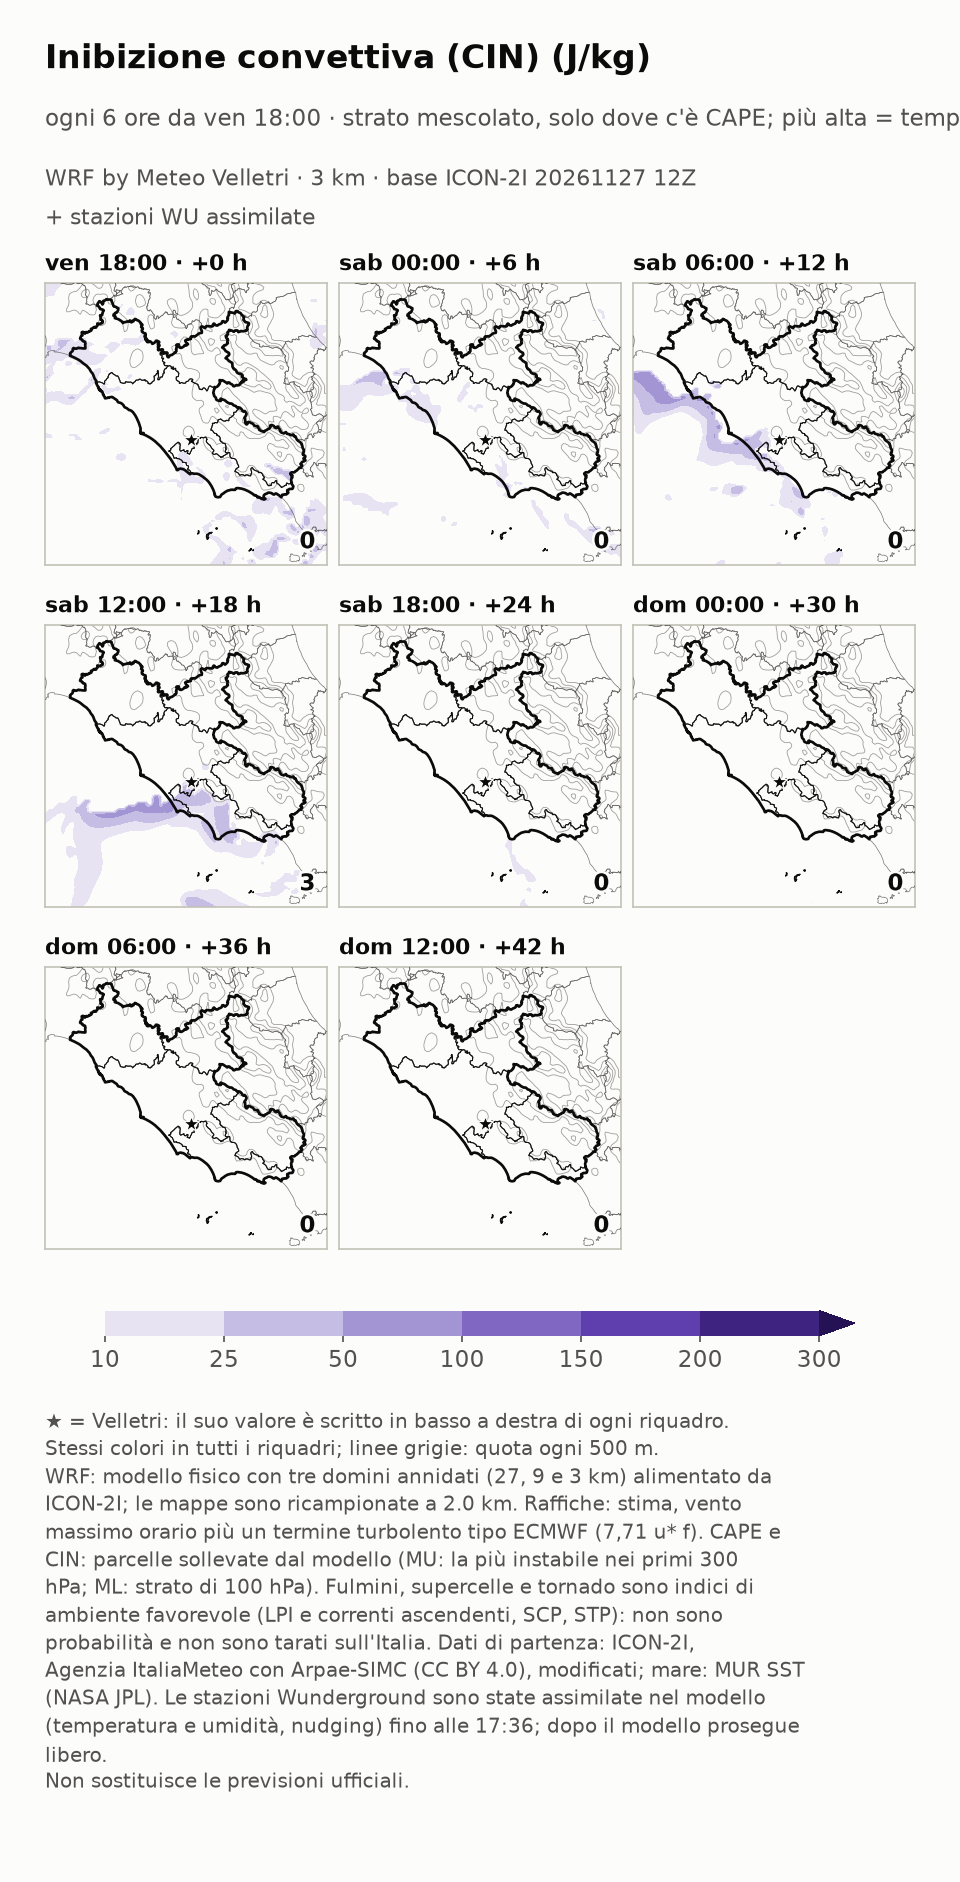 Inibizione convettiva (CIN) (J/kg)
ogni 6 ore da ven 18:00 · strato mescolato, solo dove c'è CAPE; più alta = temp
WRF by Meteo Velletri · 3 km · base ICON-2I 20261127 12Z
+ stazioni WU assimilate
ven 18:00 · +0 h
sab 00:00 · +6 h
sab 06:00 · +12 h
0
0
0
sab 12:00 · +18 h
sab 18:00 · +24 h
dom 00:00 · +30 h
3
0
0
dom 06:00 · +36 h
dom 12:00 · +42 h
0
0
10 25 50 100 150 200 300
★ = Velletri: il suo valore è scritto in basso a destra di ogni riquadro.
Stessi colori in tutti i riquadri; linee grigie: quota ogni 500 m.
WRF: modello fisico con tre domini annidati (27, 9 e 3 km) alimentato da
ICON-2I; le mappe sono ricampionate a 2.0 km. Raffiche: stima, vento
massimo orario più un termine turbolento tipo ECMWF (7,71 u* f). CAPE e
CIN: parcelle sollevate dal modello (MU: la più instabile nei primi 300
hPa; ML: strato di 100 hPa). Fulmini, supercelle e tornado sono indici di
ambiente favorevole (LPI e correnti ascendenti, SCP, STP): non sono
probabilità e non sono tarati sull'Italia. Dati di partenza: ICON-2I,
Agenzia ItaliaMeteo con Arpae-SIMC (CC BY 4.0), modificati; mare: MUR SST
(NASA JPL). Le stazioni Wunderground sono state assimilate nel modello
(temperatura e umidità, nudging) fino alle 17:36; dopo il modello prosegue
libero.
Non sostituisce le previsioni ufficiali.